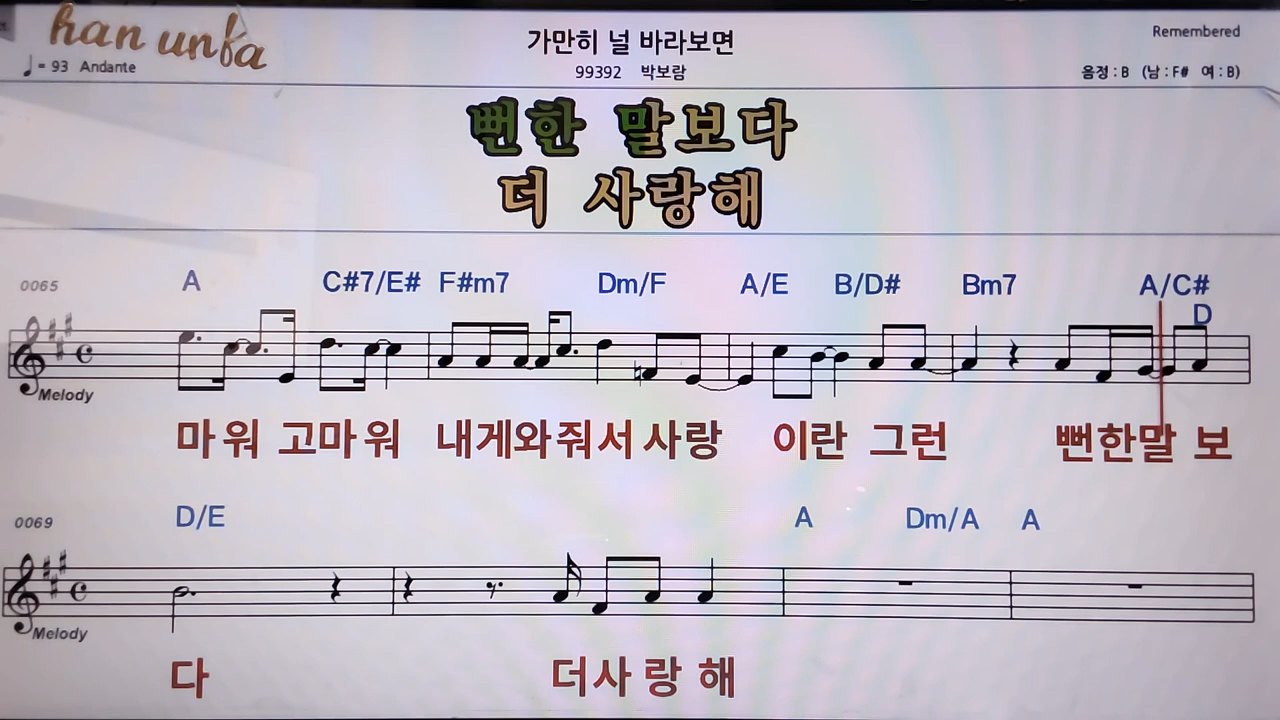 han unba
가만히 널 바라보면
Remembered
♩= 93 Andante
99392 박보람
음정 : B (남 : F# 여 : B)
뻔한 말보다
더 사랑해
0065 A C#7/E# F#m7 Dm/F A/E B/D# Bm7 A/C#
D
Melody
마워 고마워 내게와줘서 사랑 이란 그런 뻔한말 보
0069 D/E A Dm/A A
Melody
다 더사랑해